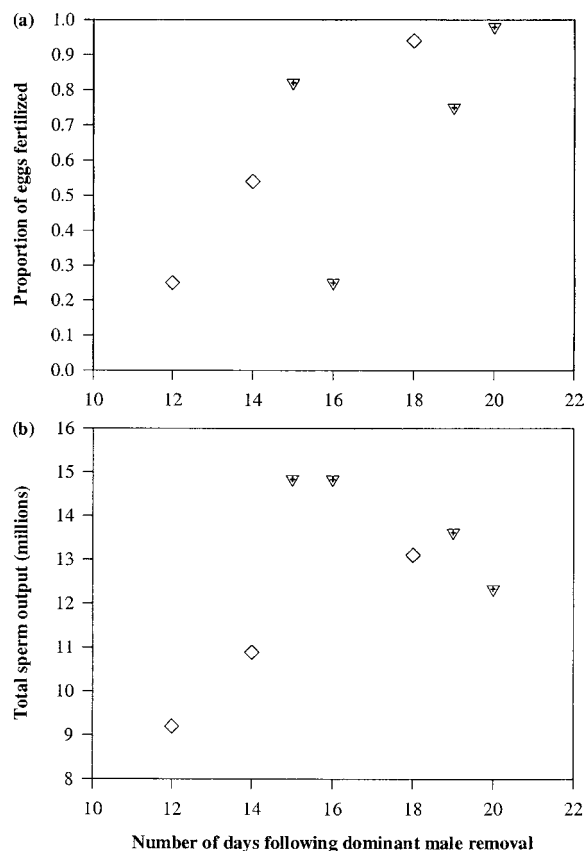 (a)
1.0
0.9
0.8
0.7
0.6
0.5
0.4
0.3
0.2
0.1
0.0
Proportion of eggs fertilized
10 12 14 16 18 20 22
(b)
16
15
14
13
12
11
10
9
8
Total sperm output (millions)
10 12 14 16 18 20 22
Number of days following dominant male removal